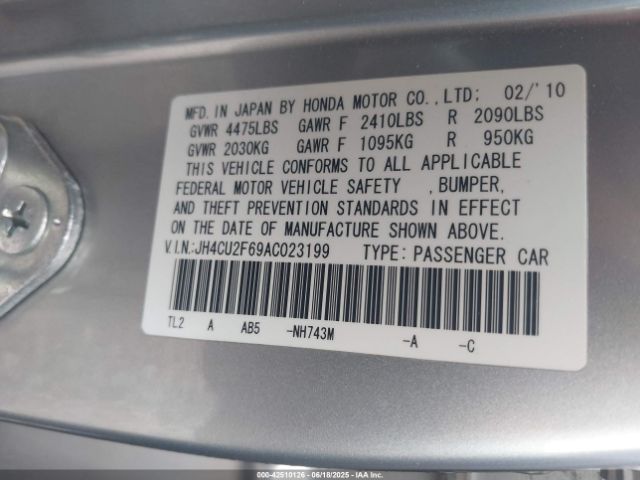 MFD. IN JAPAN BY HONDA MOTOR CO., LTD; 02/'10
GVWR 4475LBS GAWR F 2410LBS R 2090LBS
GVWR 2030KG GAWR F 1095KG R 950KG
THIS VEHICLE CONFORMS TO ALL APPLICABLE
FEDERAL MOTOR VEHICLE SAFETY , BUMPER,
AND THEFT PREVENTION STANDARDS IN EFFECT
ON THE DATE OF MANUFACTURE SHOWN ABOVE.
V.I.N.:JH4CU2F69AC023199 TYPE: PASSENGER CAR
TL2 A AB5 -NH743M -A -C
000-42510126 - 06/18/2025 - IAAI.com